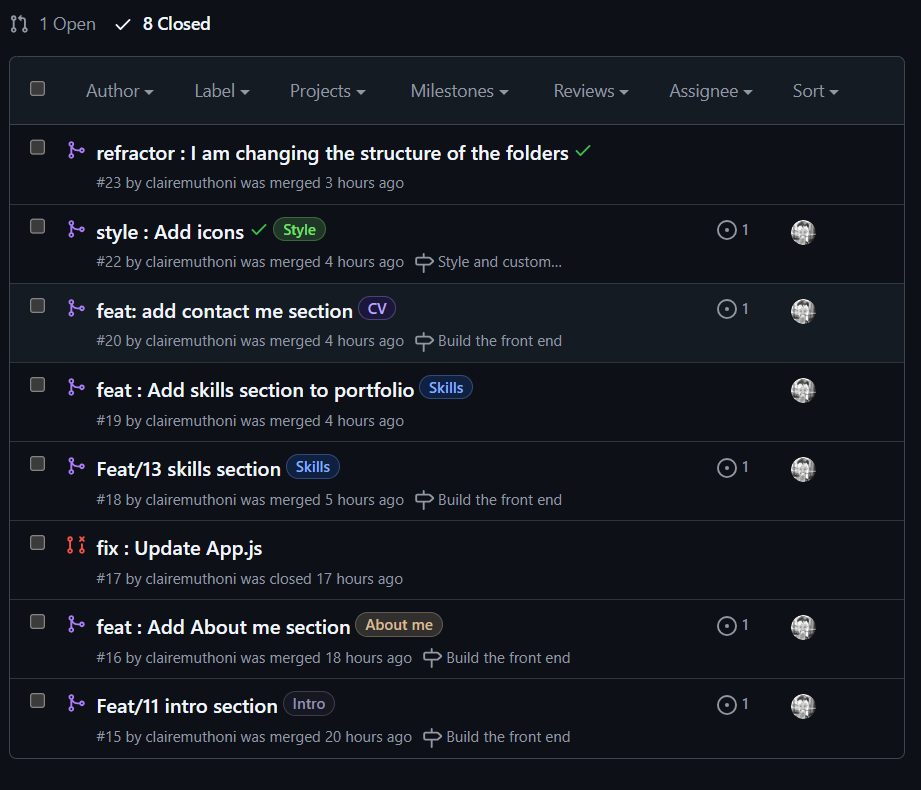 1 Open 8 Closed
Author Label Projects Milestones Reviews Assignee Sort
refractor : I am changing the structure of the folders
#23 by clairemuthoni was merged 3 hours ago
style : Add icons Style 1
#22 by clairemuthoni was merged 4 hours ago Style and custom...
feat: add contact me section CV 1
#20 by clairemuthoni was merged 4 hours ago Build the front end
feat : Add skills section to portfolio Skills
#19 by clairemuthoni was merged 4 hours ago
Feat/13 skills section Skills 1
#18 by clairemuthoni was merged 5 hours ago Build the front end
fix : Update App.js
#17 by clairemuthoni was closed 17 hours ago
feat : Add About me section About me 1
#16 by clairemuthoni was merged 18 hours ago Build the front end
Feat/11 intro section Intro 1
#15 by clairemuthoni was merged 20 hours ago Build the front end